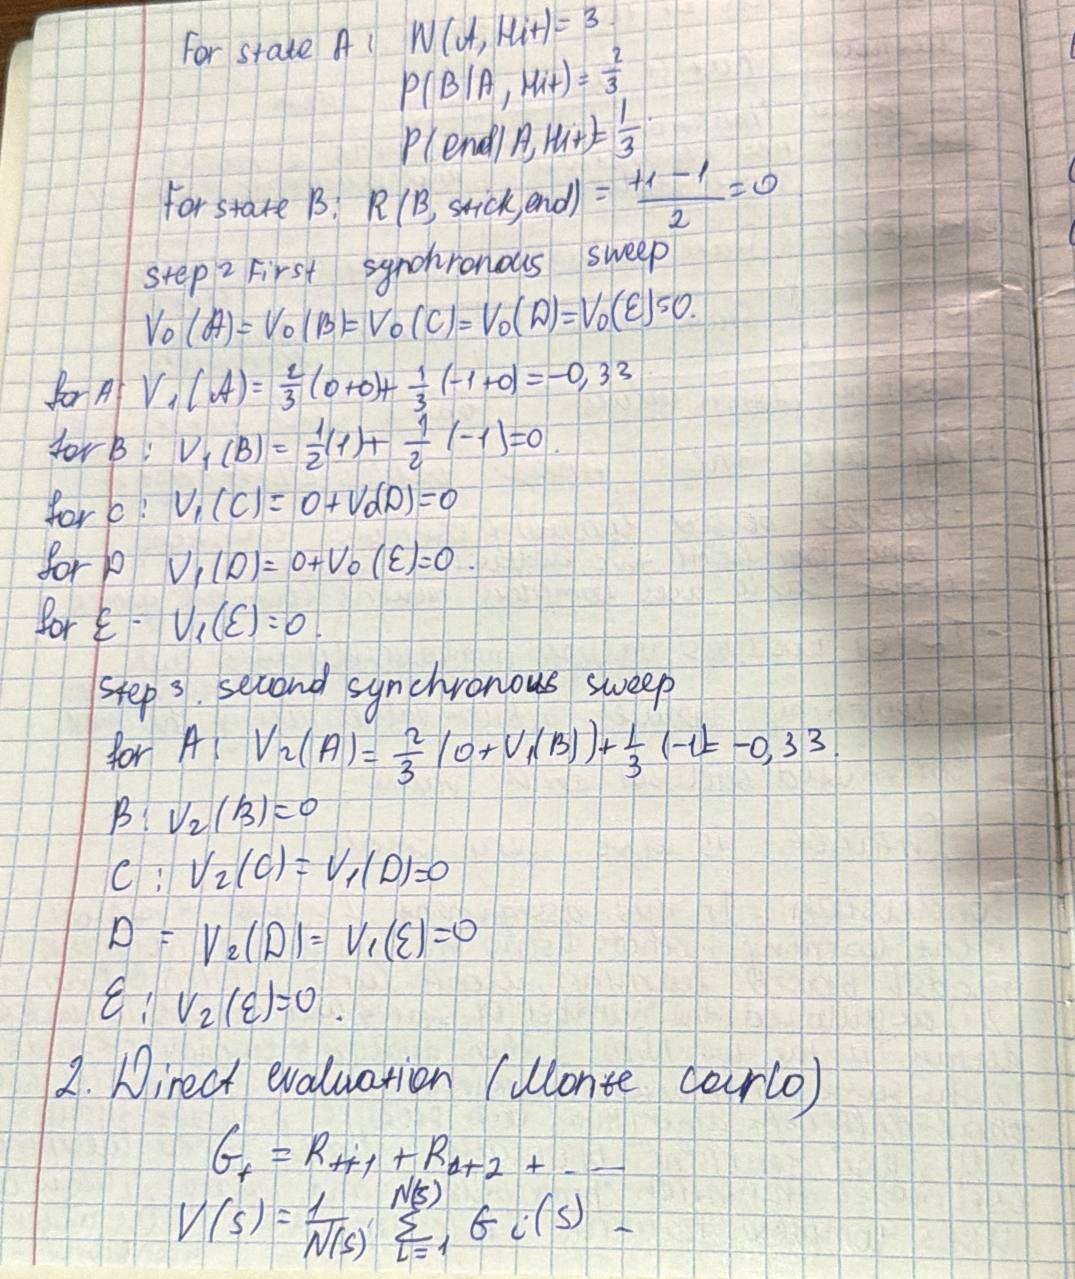 For state A: N(A, Hit) = 3.
P(B|A, Hit) = 2/3
P(end|A, Hit) = 1/3.
For state B: R(B, stick, end) = (+1 - 1)/2 = 0
step 2 First synchronous sweep
V₀(A) = V₀(B) = V₀(C) = V₀(D) = V₀(E) = 0.
for A: V₁(A) = 2/3 (0+0) + 1/3 (-1+0) = -0,33
for B: V₁(B) = 1/2 (1) + 1/2 (-1) = 0.
for C: V₁(C) = 0 + V₀(D) = 0
for D V₁(D) = 0 + V₀(E) = 0.
for E - V₁(E) = 0.
step 3. second synchronous sweep
for A: V₂(A) = 2/3 (0 + V₁(B)) + 1/3 (-1) = -0,33.
B: V₂(B) = 0
C: V₂(C) = V₁(D) = 0
D = V₂(D) = V₁(E) = 0
E: V₂(E) = 0.
2. Direct evaluation (Monte Carlo)
G_t = R_{t+1} + R_{t+2} + ...
V(s) = 1/N(s) Σ_{i=1}^{N(s)} G_i(s) -